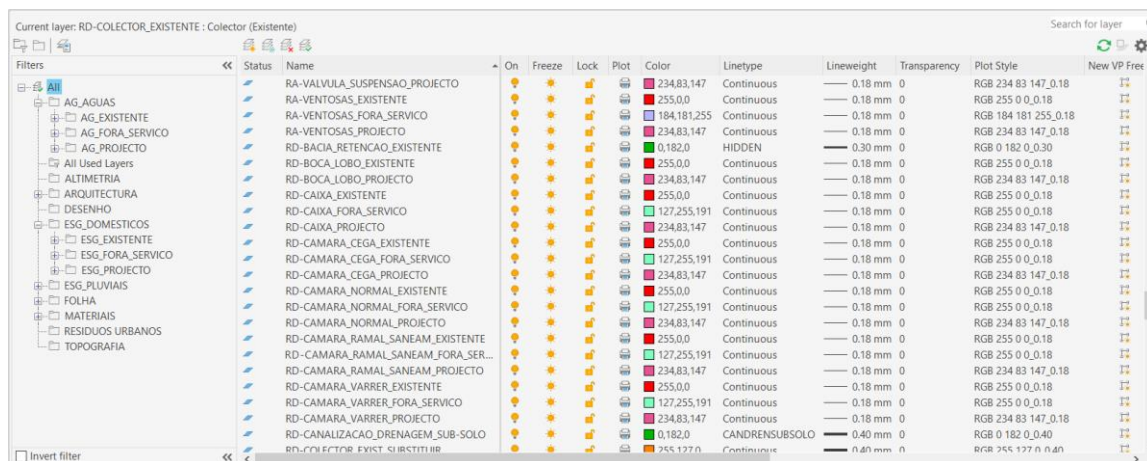 Current layer: RD-COLECTOR_EXISTENTE : Colector (Existente) Search for layer
Filters « Status Name On Freeze Lock Plot Color Linetype Lineweight Transparency Plot Style New VP Free
All
AG_AGUAS
AG_EXISTENTE
AG_FORA_SERVICO
AG_PROJECTO
All Used Layers
ALTIMETRIA
ARQUITECTURA
DESENHO
ESG_DOMESTICOS
ESG_EXISTENTE
ESG_FORA_SERVICO
ESG_PROJECTO
ESG_PLUVIAIS
FOLHA
MATERIAIS
RESIDUOS URBANOS
TOPOGRAFIA
RA-VALVULA_SUSPENSAO_PROJECTO 234,83,147 Continuous 0.18 mm 0 RGB 234 83 147_0.18
RA-VENTOSAS_EXISTENTE 255,0,0 Continuous 0.18 mm 0 RGB 255 0 0_0.18
RA-VENTOSAS_FORA_SERVICO 184,181,255 Continuous 0.18 mm 0 RGB 184 181 255_0.18
RA-VENTOSAS_PROJECTO 234,83,147 Continuous 0.18 mm 0 RGB 234 83 147_0.18
RD-BACIA_RETENCAO_EXISTENTE 0,182,0 HIDDEN 0.30 mm 0 RGB 0 182 0_0.30
RD-BOCA_LOBO_EXISTENTE 255,0,0 Continuous 0.18 mm 0 RGB 255 0 0_0.18
RD-BOCA_LOBO_PROJECTO 234,83,147 Continuous 0.18 mm 0 RGB 234 83 147_0.18
RD-CAIXA_EXISTENTE 255,0,0 Continuous 0.18 mm 0 RGB 255 0 0_0.18
RD-CAIXA_FORA_SERVICO 127,255,191 Continuous 0.18 mm 0 RGB 255 0 0_0.18
RD-CAIXA_PROJECTO 234,83,147 Continuous 0.18 mm 0 RGB 234 83 147_0.18
RD-CAMARA_CEGA_EXISTENTE 255,0,0 Continuous 0.18 mm 0 RGB 255 0 0_0.18
RD-CAMARA_CEGA_FORA_SERVICO 127,255,191 Continuous 0.18 mm 0 RGB 255 0 0_0.18
RD-CAMARA_CEGA_PROJECTO 234,83,147 Continuous 0.18 mm 0 RGB 234 83 147_0.18
RD-CAMARA_NORMAL_EXISTENTE 255,0,0 Continuous 0.18 mm 0 RGB 255 0 0_0.18
RD-CAMARA_NORMAL_FORA_SERVICO 127,255,191 Continuous 0.18 mm 0 RGB 255 0 0_0.18
RD-CAMARA_NORMAL_PROJECTO 234,83,147 Continuous 0.18 mm 0 RGB 234 83 147_0.18
RD-CAMARA_RAMAL_SANEAM_EXISTENTE 255,0,0 Continuous 0.18 mm 0 RGB 255 0 0_0.18
RD-CAMARA_RAMAL_SANEAM_FORA_SER... 127,255,191 Continuous 0.18 mm 0 RGB 255 0 0_0.18
RD-CAMARA_RAMAL_SANEAM_PROJECTO 234,83,147 Continuous 0.18 mm 0 RGB 234 83 147_0.18
RD-CAMARA_VARRER_EXISTENTE 255,0,0 Continuous 0.18 mm 0 RGB 255 0 0_0.18
RD-CAMARA_VARRER_FORA_SERVICO 127,255,191 Continuous 0.18 mm 0 RGB 255 0 0_0.18
RD-CAMARA_VARRER_PROJECTO 234,83,147 Continuous 0.18 mm 0 RGB 234 83 147_0.18
RD-CANALIZACAO_DRENAGEM_SUB-SOLO 0,182,0 CANDRENSUBSOLO 0.40 mm 0 RGB 0 182 0_0.40
RD-COLECTOR_EXIST_SUBSTITUIR 255,127,0 Continuous 0.40 mm 0 RGB 255 127 0_0.40
Invert filter «